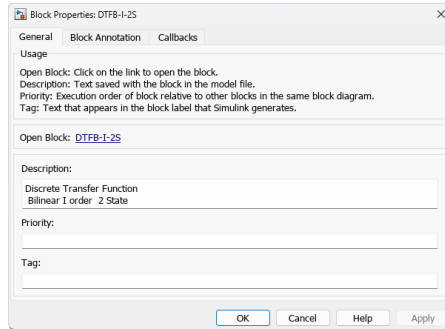 Block Properties: DTFB-I-2S
General Block Annotation Callbacks
Usage
Open Block: Click on the link to open the block.
Description: Text saved with the block in the model file.
Priority: Execution order of block relative to other blocks in the same block diagram.
Tag: Text that appears in the block label that Simulink generates.
Open Block: DTFB-I-2S
Description:
Discrete Transfer Function
Bilinear I order 2 State
Priority:
Tag:
OK Cancel Help Apply